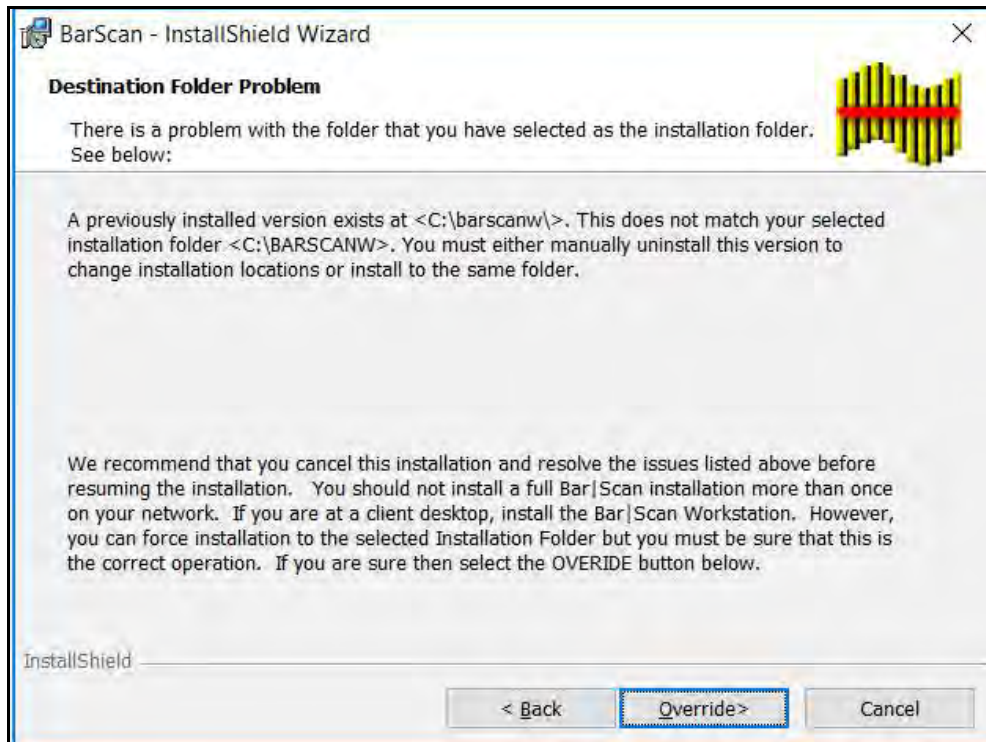 BarScan - InstallShield Wizard
Destination Folder Problem
There is a problem with the folder that you have selected as the installation folder.
See below:
A previously installed version exists at <C:\barscanw\>. This does not match your selected
installation folder <C:\BARSCANW>. You must either manually uninstall this version to
change installation locations or install to the same folder.
We recommend that you cancel this installation and resolve the issues listed above before
resuming the installation.   You should not install a full Bar|Scan installation more than once
on your network.  If you are at a client desktop, install the Bar|Scan Workstation.  However,
you can force installation to the selected Installation Folder but you must be sure that this is
the correct operation.  If you are sure then select the OVERIDE button below.
InstallShield
< Back
Override>
Cancel